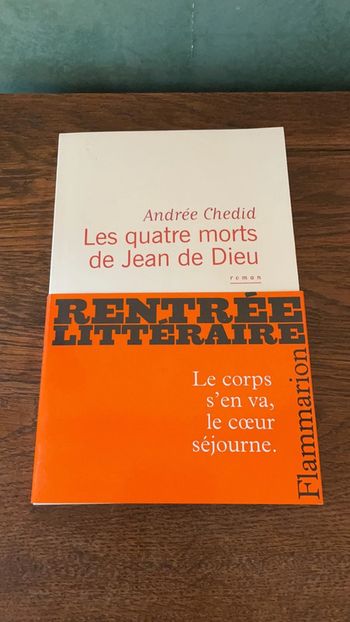 Andrée Chedid
Les quatre morts
de Jean de Dieu
roman
RENTRÉE
LITTÉRAIRE
Le corps
s'en va,
le cœur
séjourne.
Flammarion